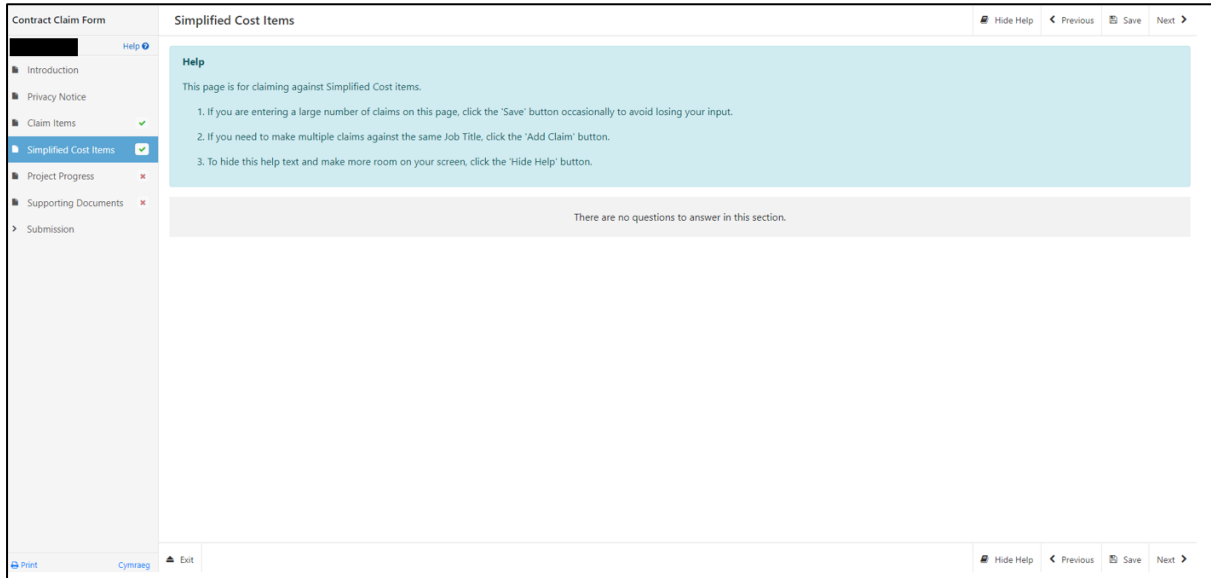 Contract Claim Form
Help
Introduction
Privacy Notice
Claim Items
Simplified Cost Items
Project Progress
Supporting Documents
Submission
Print
Cymraeg
Simplified Cost Items
Hide Help
Previous
Save
Next
Help
This page is for claiming against Simplified Cost items.
1. If you are entering a large number of claims on this page, click the 'Save' button occasionally to avoid losing your input.
2. If you need to make multiple claims against the same Job Title, click the 'Add Claim' button.
3. To hide this help text and make more room on your screen, click the 'Hide Help' button.
There are no questions to answer in this section.
Exit
Hide Help
Previous
Save
Next